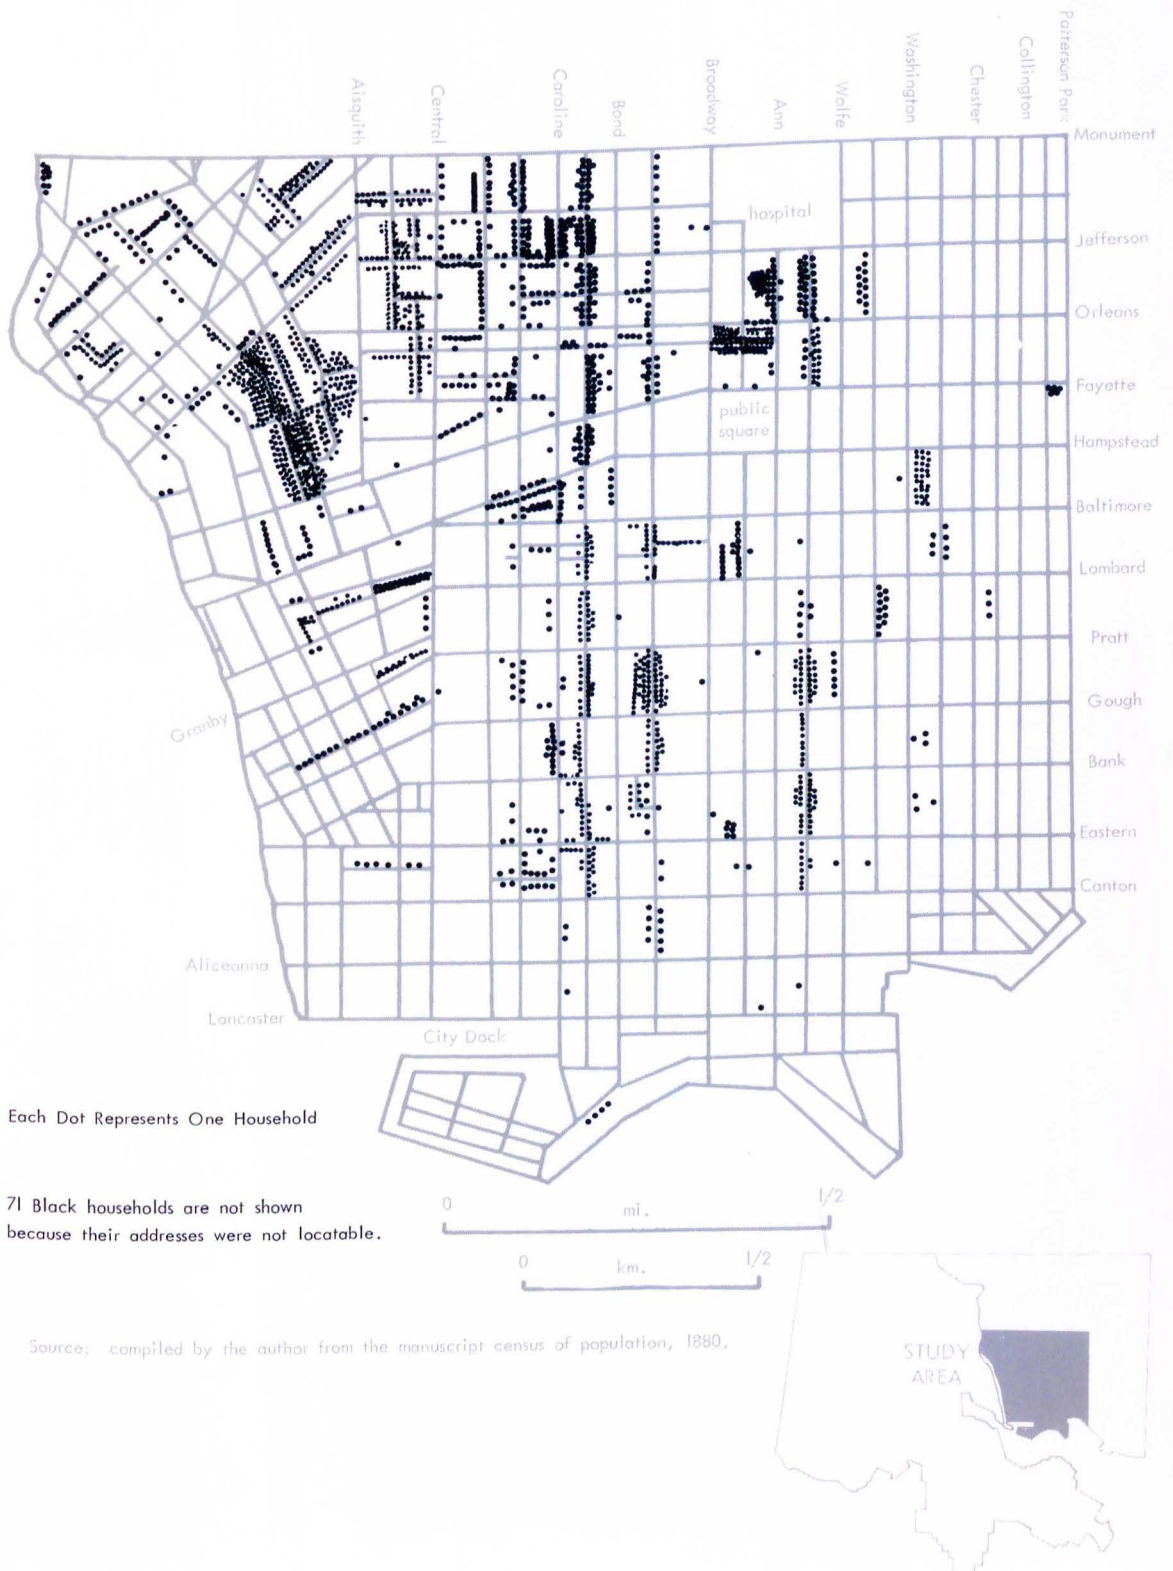 Aisquith
Central
Caroline
Bond
Broadway
Ann
Wolfe
Washington
Chester
Collington
Patterson Park
Monument
hospital
Jefferson
Orleans
Fayette
public
square
Hampstead
Baltimore
Lombard
Pratt
Gough
Granby
Bank
Eastern
Canton
Aliceanna
Lancaster
City Dock
Each Dot Represents One Household
71 Black households are not shown
because their addresses were not locatable.
0 mi. 1/2
0 km. 1/2
Source: compiled by the author from the manuscript census of population, 1880.
STUDY
AREA